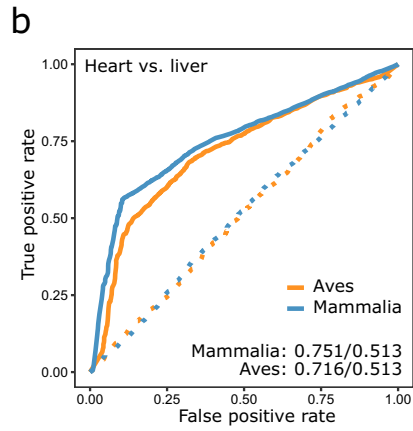 b
Heart vs. liver
True positive rate
1.00
0.75
0.50
0.25
0.00
Aves
Mammalia
Mammalia: 0.751/0.513
Aves: 0.716/0.513
0.00 0.25 0.50 0.75 1.00
False positive rate